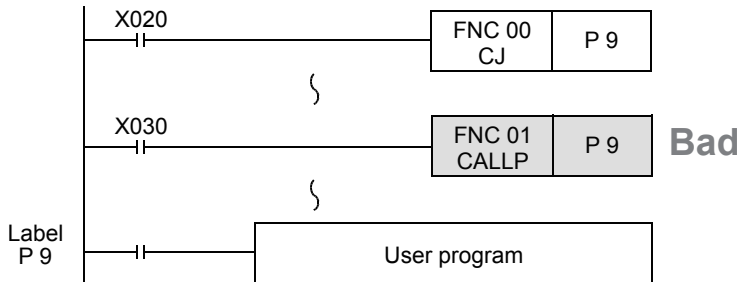 X020
FNC 00
CJ
P 9
X030
FNC 01
CALLP
P 9
Bad
Label
P 9
User program